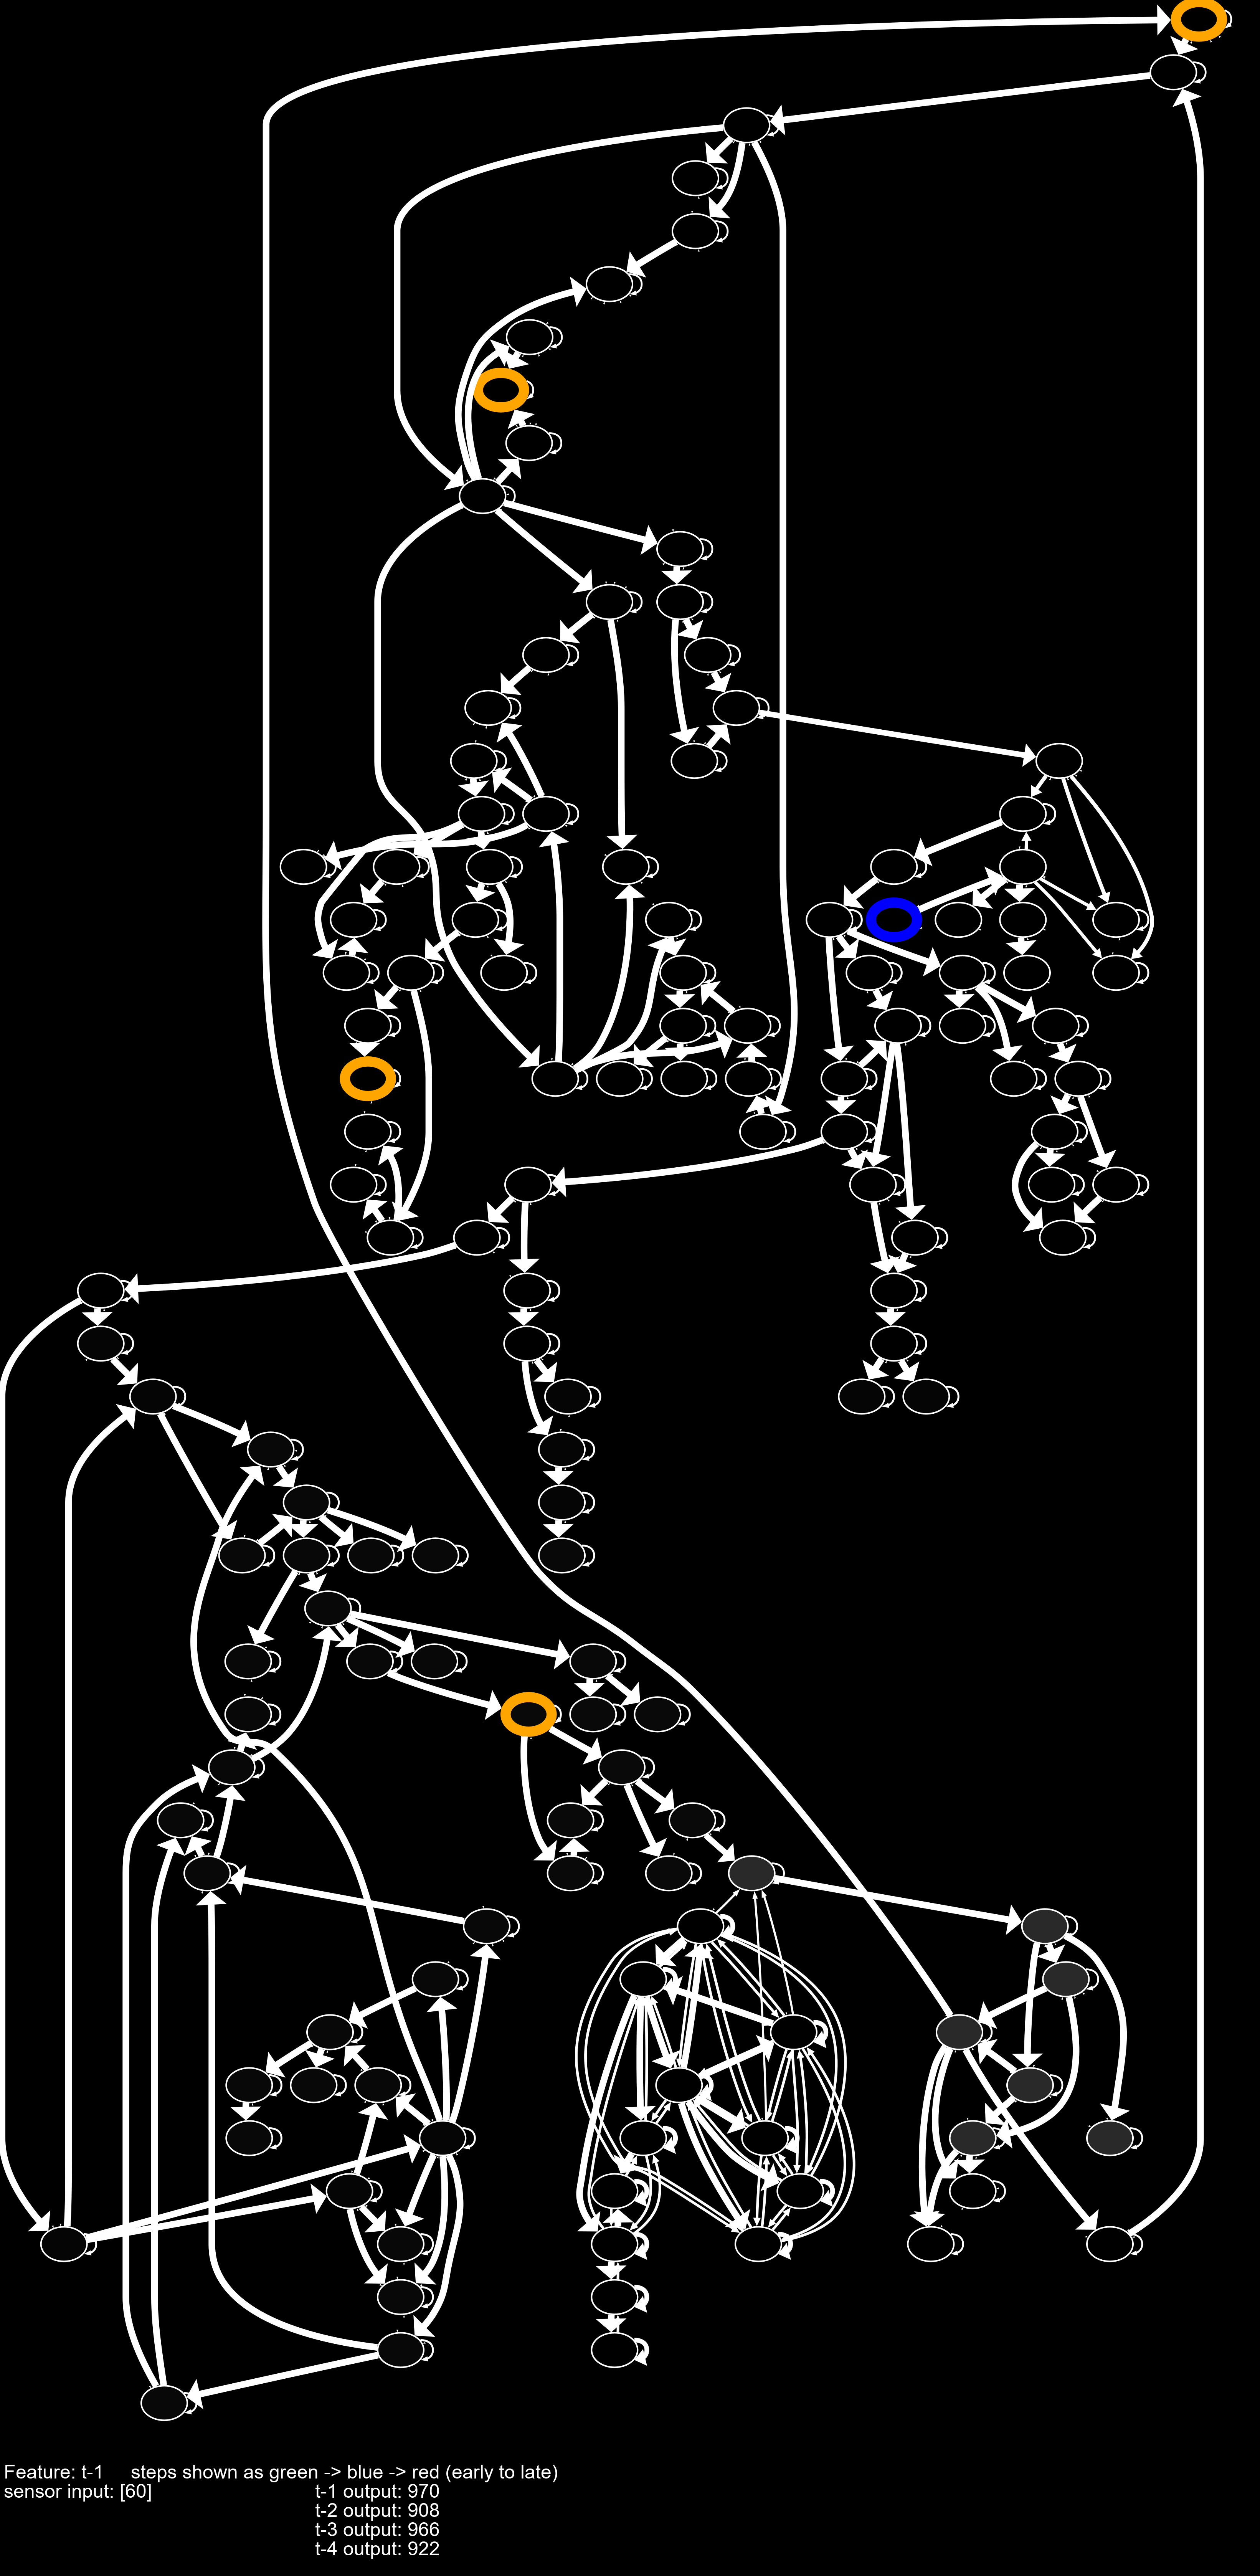 Feature: t-1     steps shown as green -> blue -> red (early to late)
sensor input: [60]     t-1 output: 970
t-2 output: 908
t-3 output: 966
t-4 output: 922